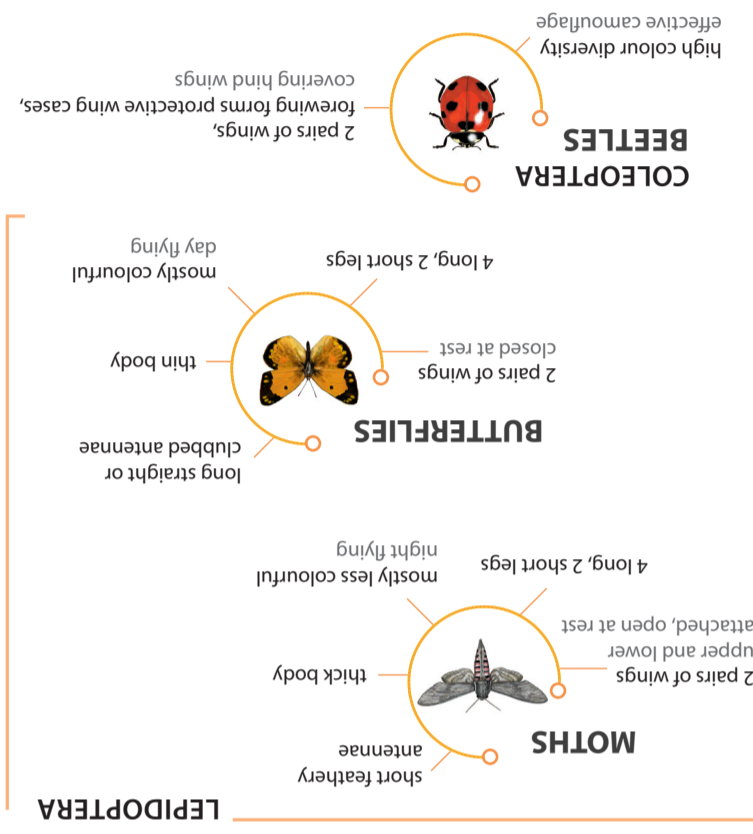 LEPIDOPTERA
MOTHS
short feathery
antennae
2 pairs of wings
upper and lower
attached, open at rest
thick body
4 long, 2 short legs
mostly less colourful
night flying
BUTTERFLIES
long straight or
clubbed antennae
2 pairs of wings
closed at rest
thin body
4 long, 2 short legs
mostly colourful
day flying
COLEOPTERA
BEETLES
2 pairs of wings,
forewing forms protective wing cases,
covering hind wings
high colour diversity
effective camouflage